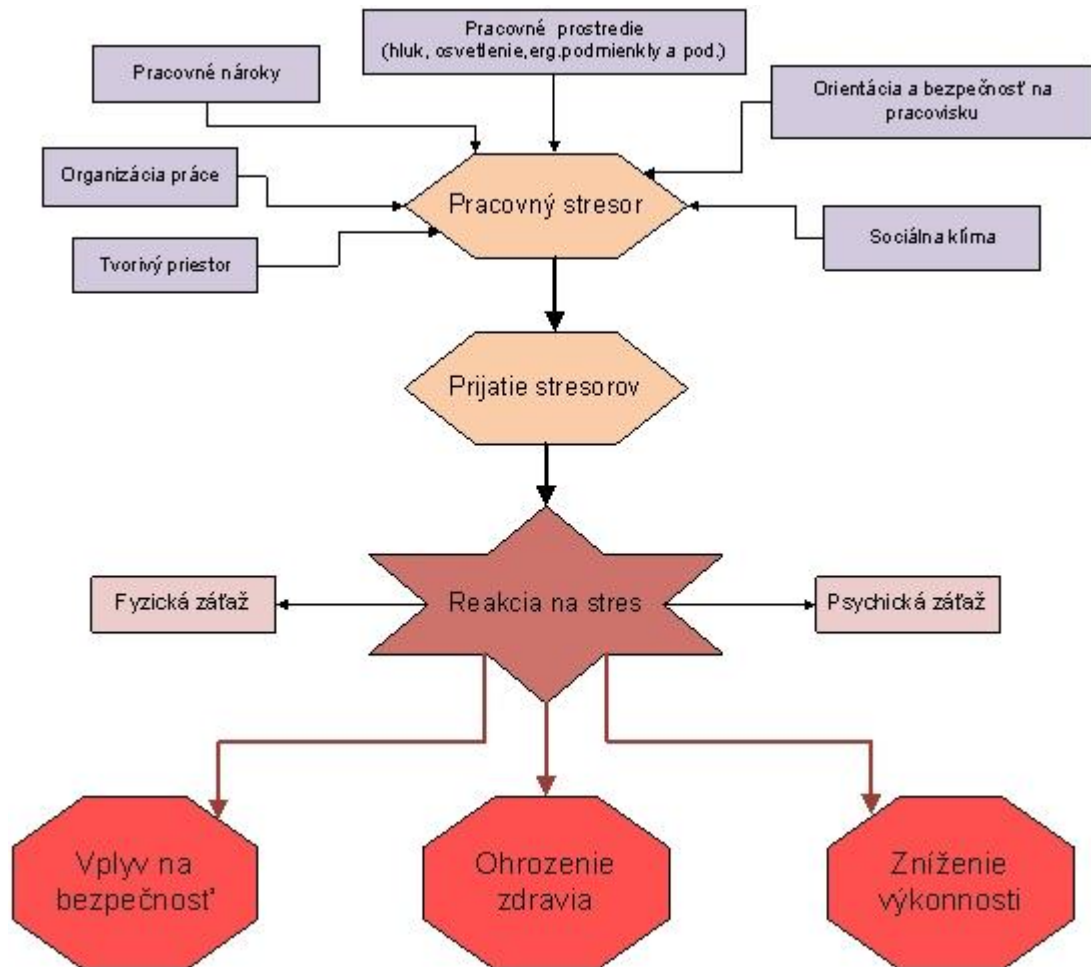 Pracovné prostredie
(hluk, osvetlenie,erg.podmienkly a pod.)
Pracovné nároky
Orientácia a bezpečnosť na
pracovisku
Organizácia práce
Pracovný stresor
Sociálna klíma
Tvorivý priestor
Prijatie stresorov
Fyzická záťaž
Reakcia na stres
Psychická záťaž
Vplyv na
bezpečnosť
Ohrozenie
zdravia
Zníženie
výkonnosti